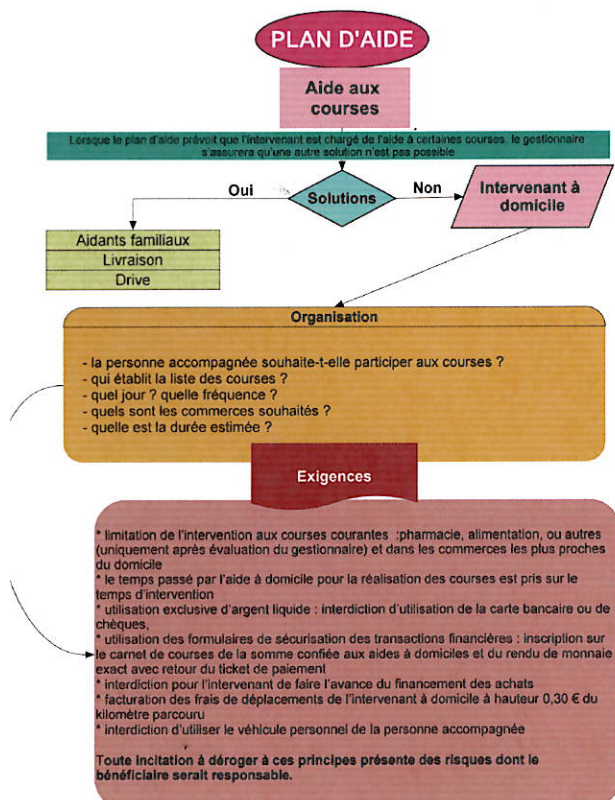 PLAN D'AIDE
Aide aux
courses
Lorsque le plan d'aide prévoit que l'intervenant est chargé de l'aide à certaines courses, le gestionnaire
s'assurera qu'une autre solution n'est pas possible
Oui
Solutions
Non
Intervenant à
domicile
Aidants familiaux
Livraison
Drive
Organisation
- la personne accompagnée souhaite-t-elle participer aux courses ?
- qui établit la liste des courses ?
- quel jour ? quelle fréquence ?
- quels sont les commerces souhaités ?
- quelle est la durée estimée ?
Exigences
* limitation de l'intervention aux courses courantes :pharmacie, alimentation, ou autres
(uniquement après évaluation du gestionnaire) et dans les commerces les plus proches
du domicile
* le temps passé par l'aide à domicile pour la réalisation des courses est pris sur le
temps d'intervention
* utilisation exclusive d'argent liquide : interdiction d'utilisation de la carte bancaire ou de
chèques,
* utilisation des formulaires de sécurisation des transactions financières : inscription sur
le carnet de courses de la somme confiée aux aides à domiciles et du rendu de monnaie
exact avec retour du ticket de paiement
* interdiction pour l'intervenant de faire l'avance du financement des achats
* facturation des frais de déplacements de l'intervenant à domicile à hauteur 0,30 € du
kilomètre parcouru
* interdiction d'utiliser le véhicule personnel de la personne accompagnée
Toute incitation à déroger à ces principes présente des risques dont le
bénéficiaire serait responsable.